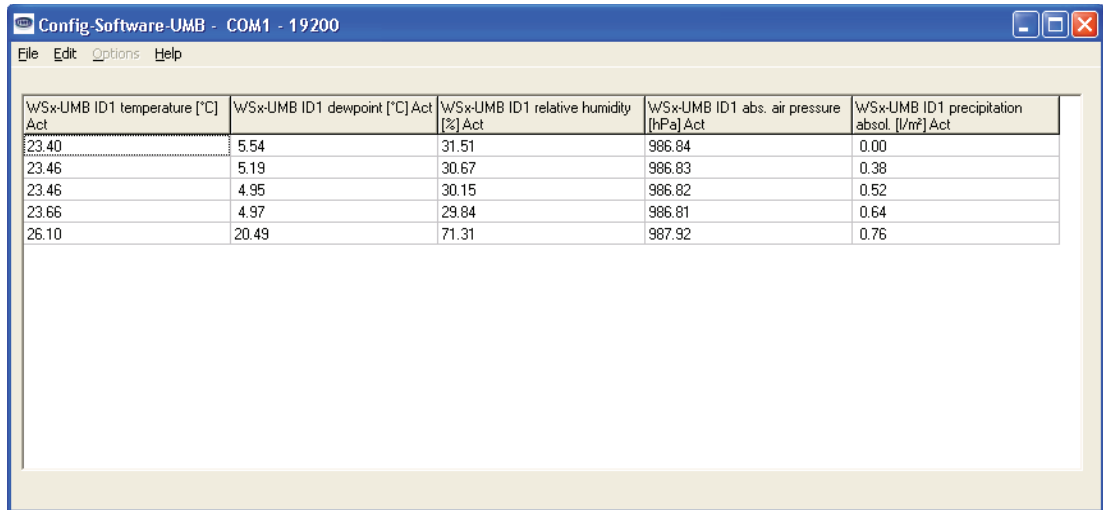 Config-Software-UMB - COM1 - 19200
File Edit Options Help
WSx-UMB ID1 temperature [°C] Act WSx-UMB ID1 dewpoint [°C] Act WSx-UMB ID1 relative humidity [%] Act WSx-UMB ID1 abs. air pressure [hPa] Act WSx-UMB ID1 precipitation absol. [l/m²] Act
23.40 5.54 31.51 986.84 0.00
23.46 5.19 30.67 986.83 0.38
23.46 4.95 30.15 986.82 0.52
23.66 4.97 29.84 986.81 0.64
26.10 20.49 71.31 987.92 0.76